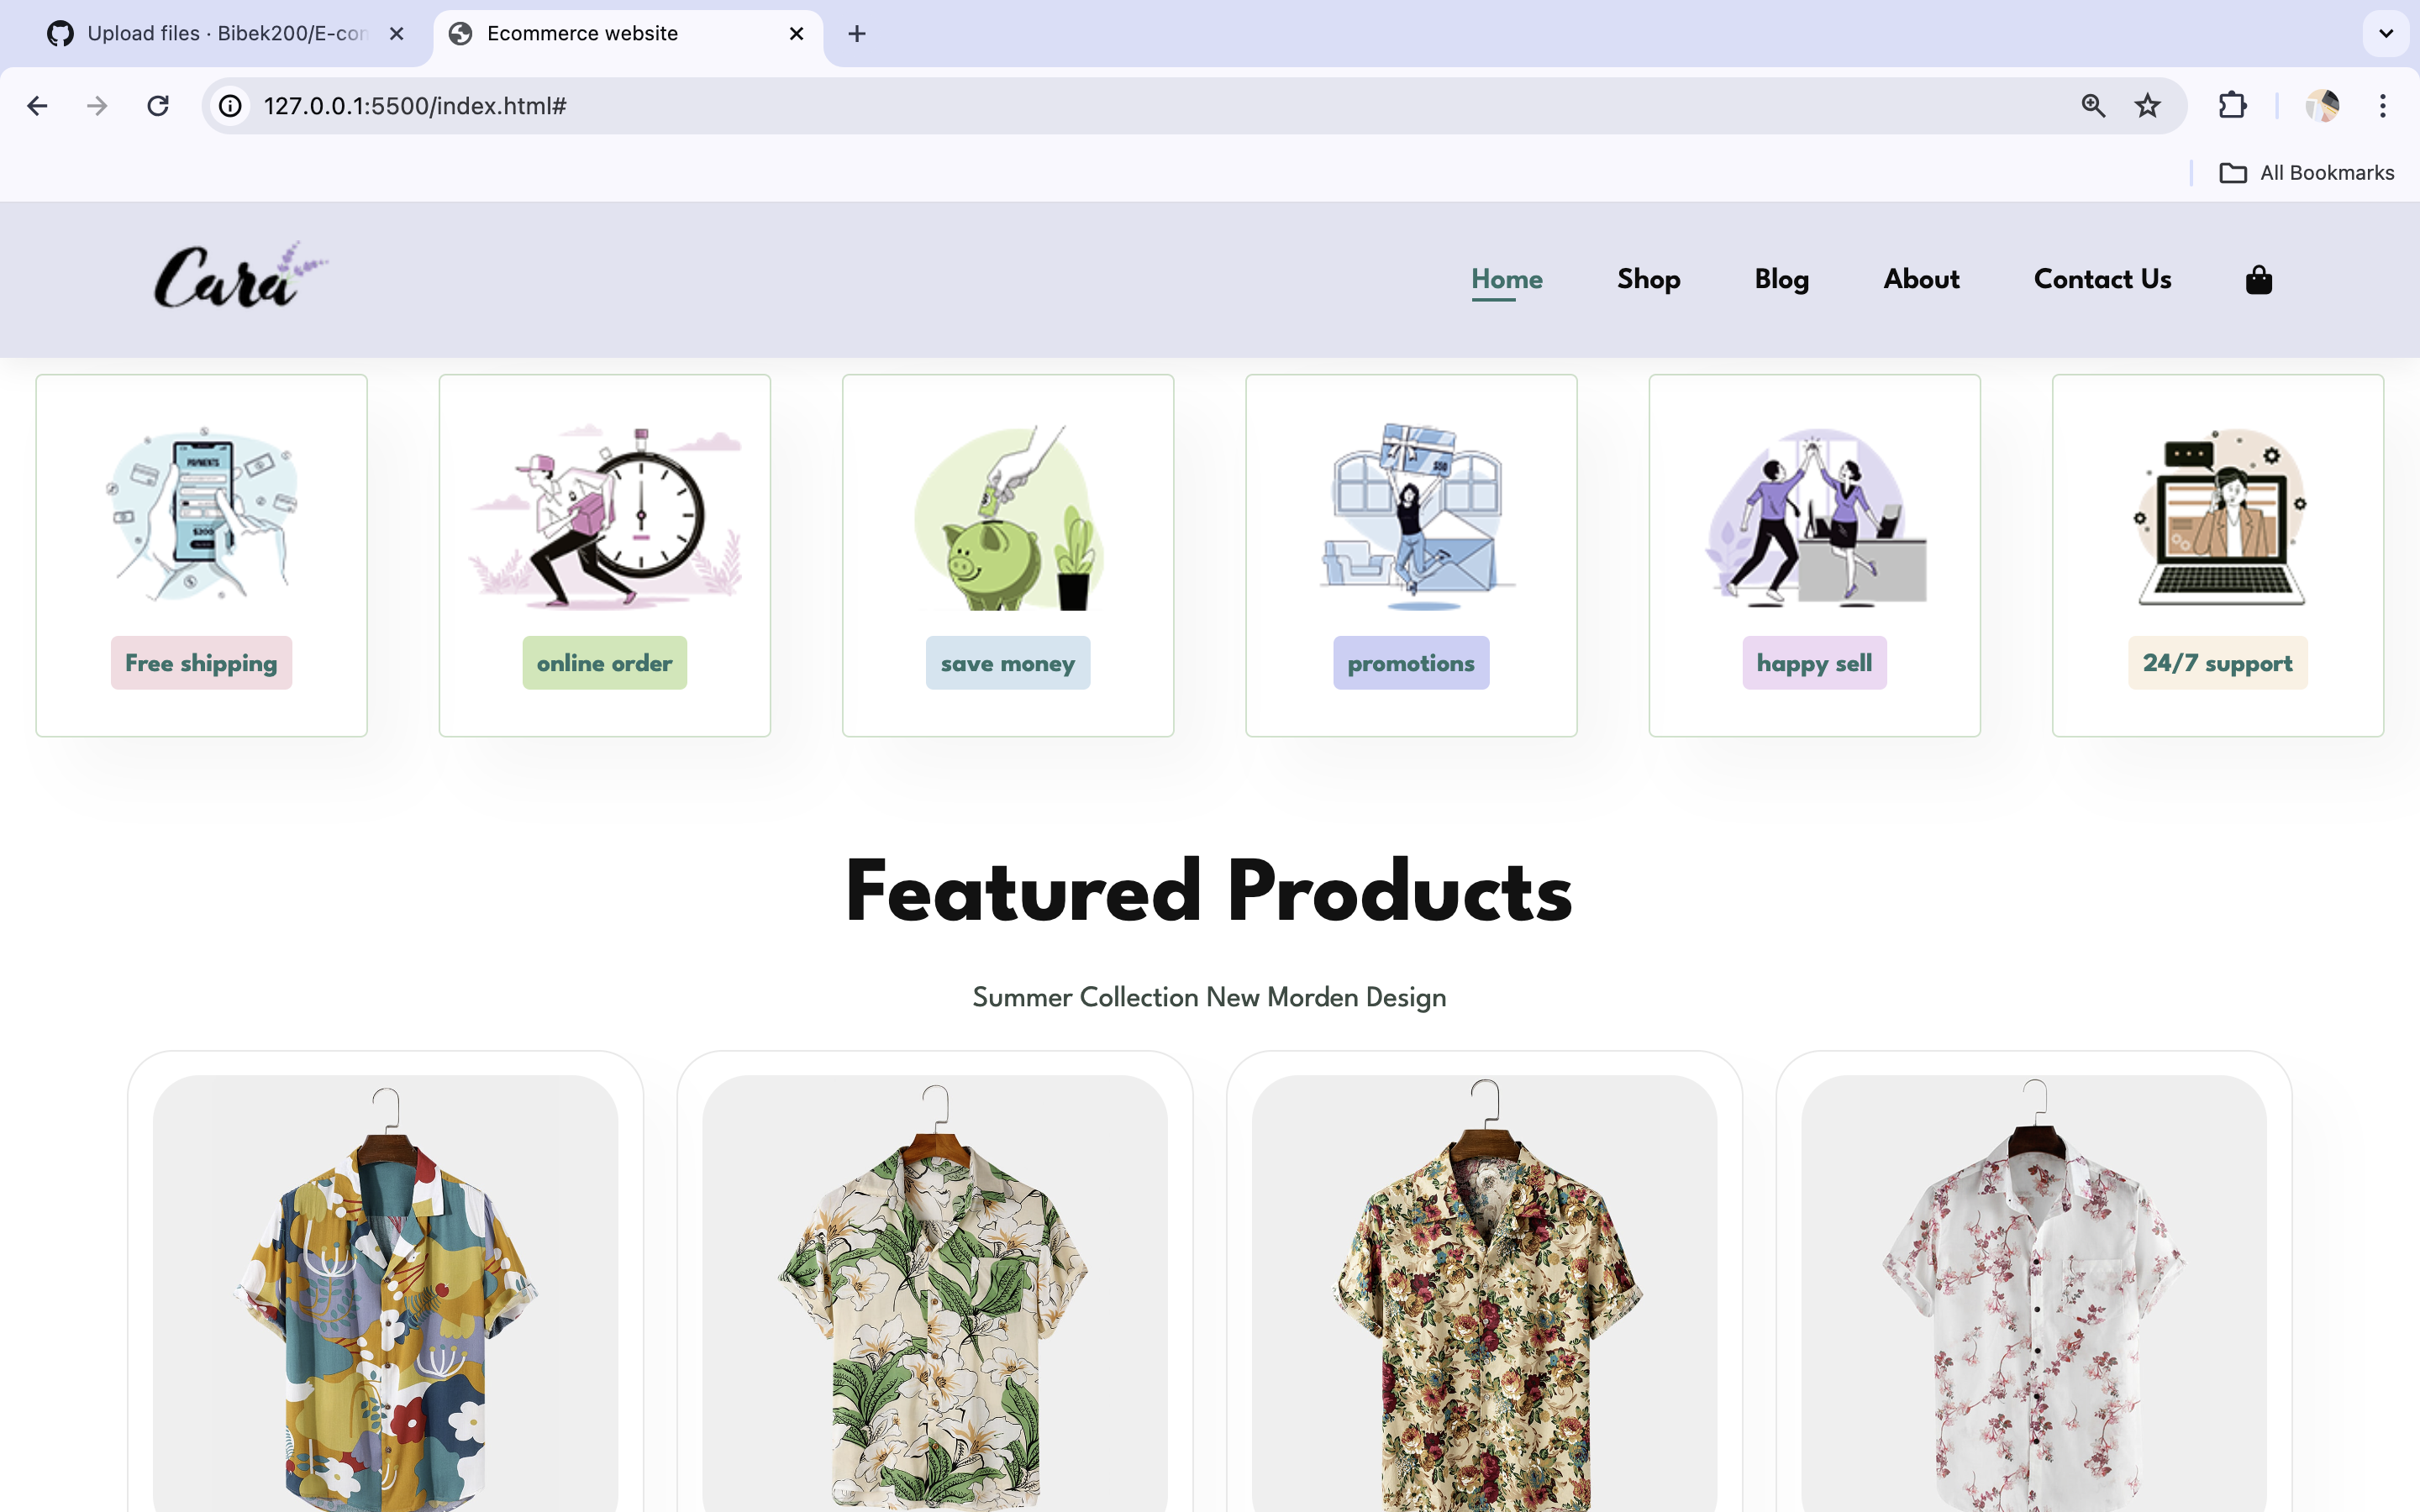 Upload files · Bibek200/E-con
Ecommerce website
127.0.0.1:5500/index.html#
All Bookmarks
Cara
Home
Shop
Blog
About
Contact Us
PAYMENTS
$200
$50
Free shipping
online order
save money
promotions
happy sell
24/7 support
Featured Products
Summer Collection New Morden Design